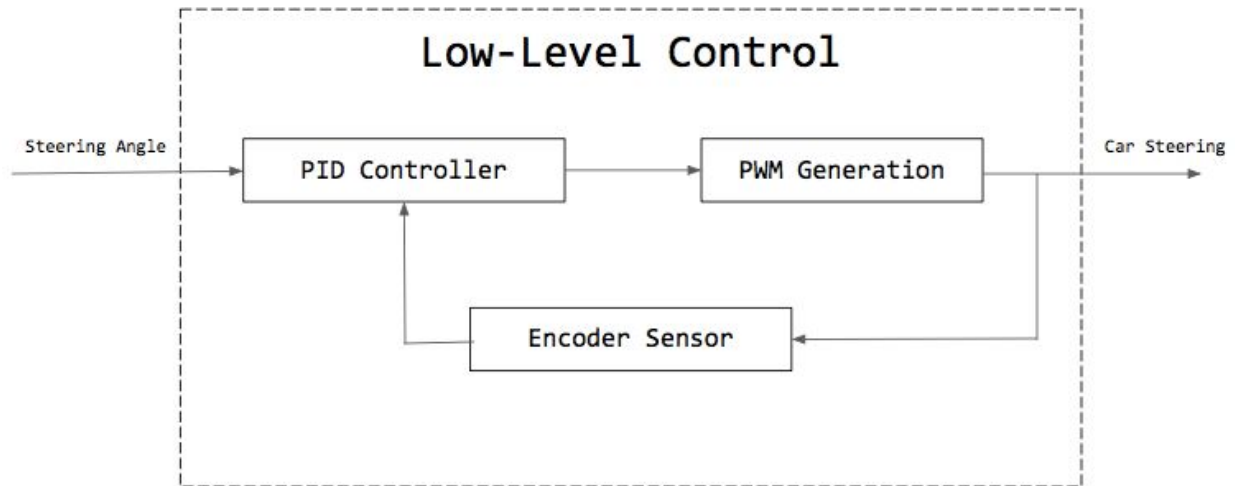 Low-Level Control
Steering Angle
PID Controller
PWM Generation
Car Steering
Encoder Sensor